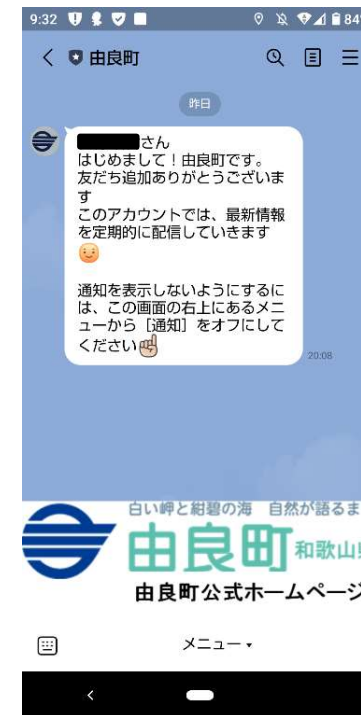 9:32
84%
由良町
昨日
さん
はじめまして！由良町です。
友だち追加ありがとうございま
す
このアカウントでは、最新情報
を定期的に配信していきます
通知を表示しないようにするに
は、この画面の右上にあるメニ
ューから［通知］をオフにして
ください
20:08
白い岬と紺碧の海 自然が語るま
由良町
和歌山県
由良町公式ホームページ
メニュー